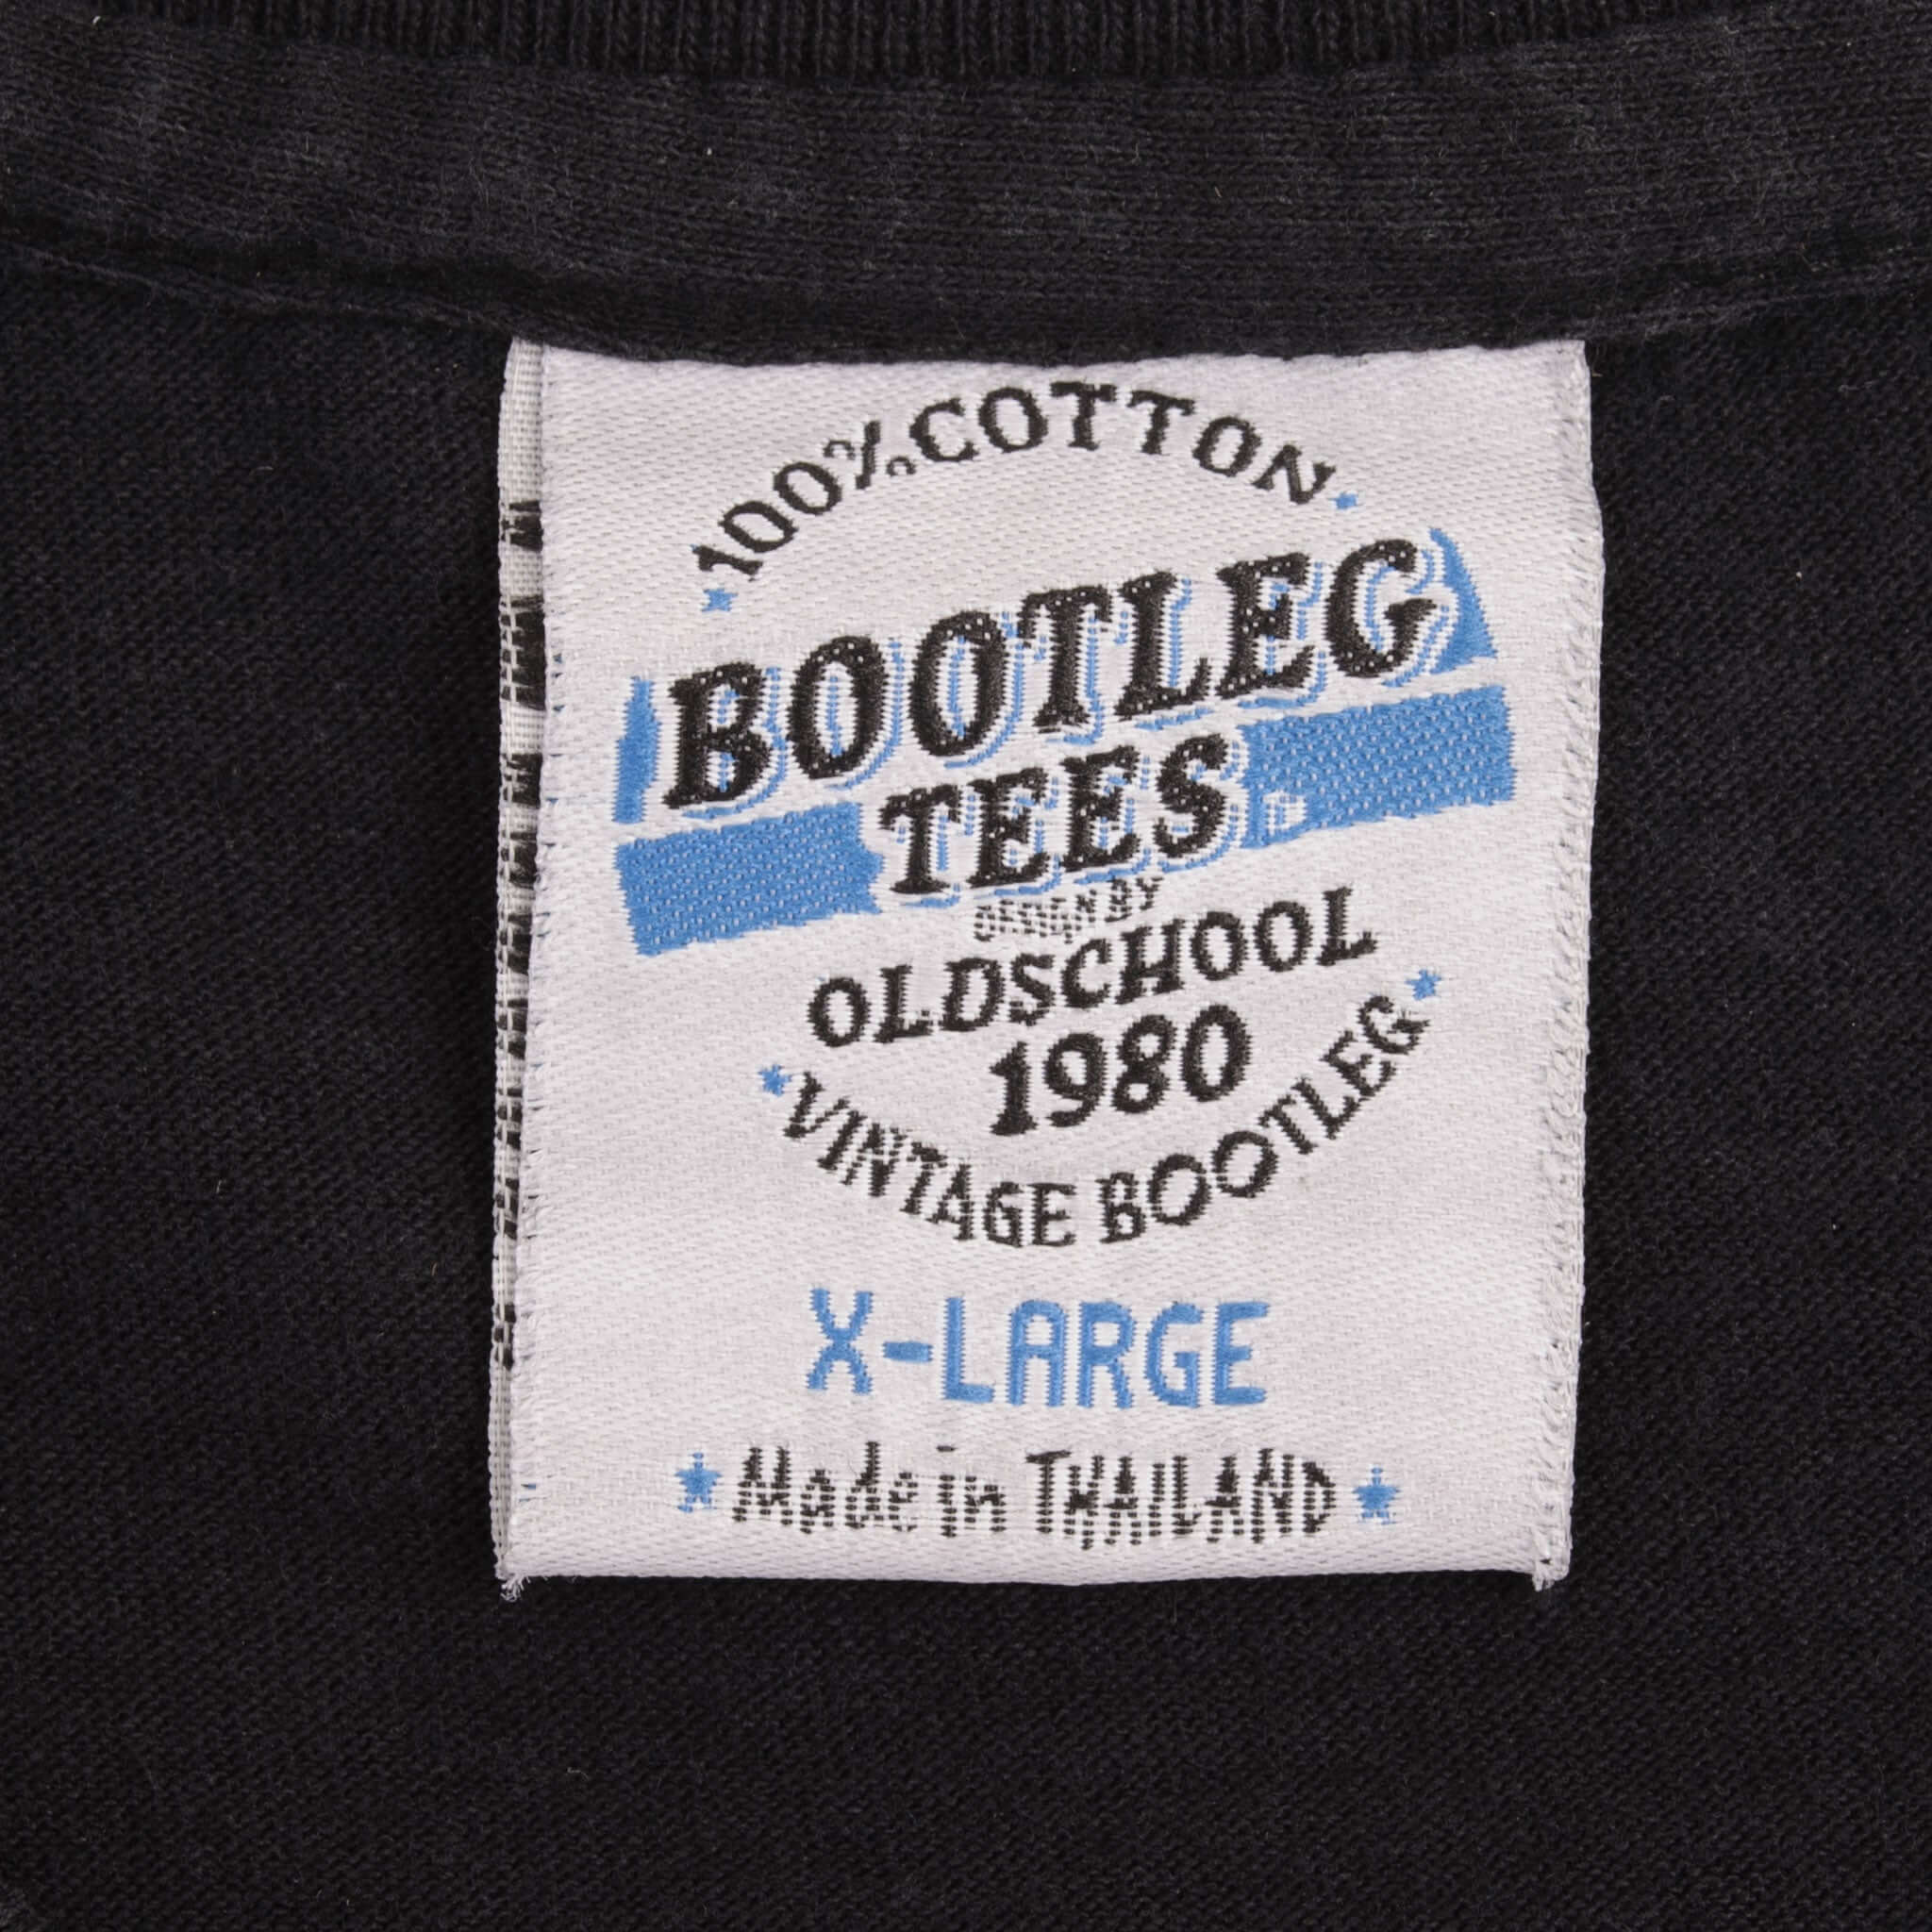 100% COTTON
BOOTLEG
TEES
DESIGN BY
OLDSCHOOL
1980
VINTAGE BOOTLEG
X-LARGE
Made in THAILAND